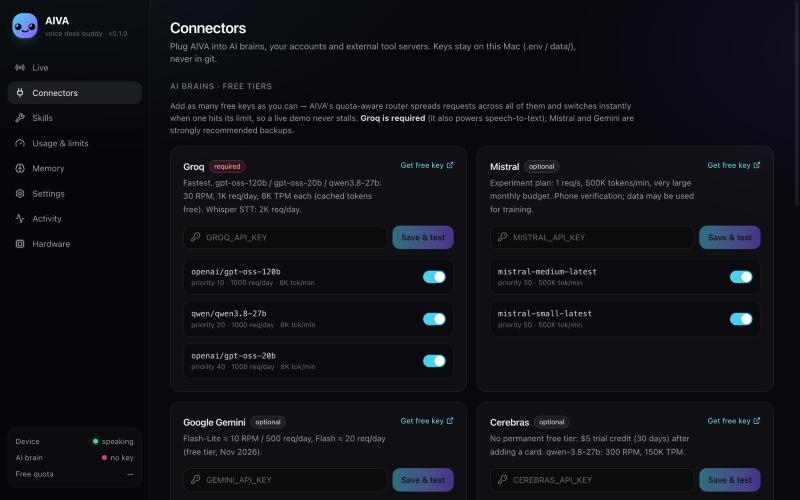 AIVA
voice desk buddy · v0.1.0
Live
Connectors
Skills
Usage & limits
Memory
Settings
Activity
Hardware
Device speaking
AI brain no key
Free quota —
Connectors
Plug AIVA into AI brains, your accounts and external tool servers. Keys stay on this Mac (.env / data/),
never in git.
AI BRAINS · FREE TIERS
Add as many free keys as you can — AIVA's quota-aware router spreads requests across all of them and switches instantly
when one hits its limit, so a live demo never stalls. Groq is required (it also powers speech-to-text); Mistral and Gemini are
strongly recommended backups.
Groq required Get free key
Fastest. gpt-oss-120b / gpt-oss-20b / qwen3.8-27b:
30 RPM, 1K req/day, 8K TPM each (cached tokens
free). Whisper STT: 2K req/day.
GROQ_API_KEY Save & test
openai/gpt-oss-120b
priority 10 · 1000 req/day · 8K tok/min
qwen/qwen3.8-27b
priority 20 · 1000 req/day · 8K tok/min
openai/gpt-oss-20b
priority 40 · 1000 req/day · 8K tok/min
Mistral optional Get free key
Experiment plan: 1 req/s, 500K tokens/min, very large
monthly budget. Phone verification; data may be used
for training.
MISTRAL_API_KEY Save & test
mistral-medium-latest
priority 30 · 500K tok/min
mistral-small-latest
priority 50 · 500K tok/min
Google Gemini optional Get free key
Flash-Lite ≈ 10 RPM / 500 req/day, Flash ≈ 20 req/day
(free tier, Nov 2026).
GEMINI_API_KEY Save & test
Cerebras optional Get free key
No permanent free tier: $5 trial credit (30 days) after
adding a card. qwen-3.8-27b: 300 RPM, 150K TPM.
CEREBRAS_API_KEY Save & test